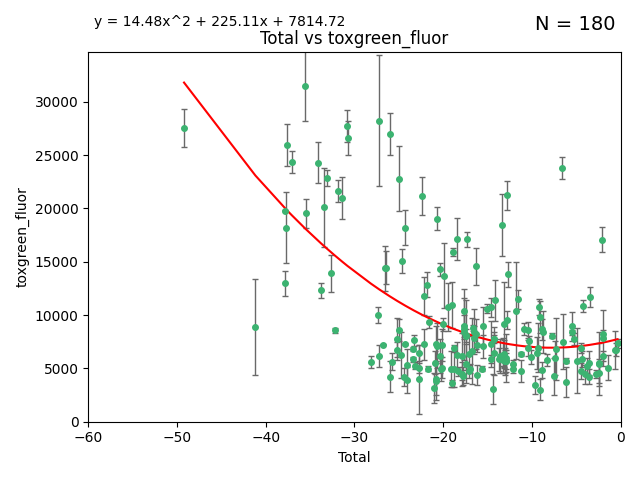 y = 14.48x^2 + 225.11x + 7814.72
N = 180
Total vs toxgreen_fluor
30000
25000
20000
15000
10000
5000
0
toxgreen_fluor
−60
−50
−40
−30
−20
−10
0
Total